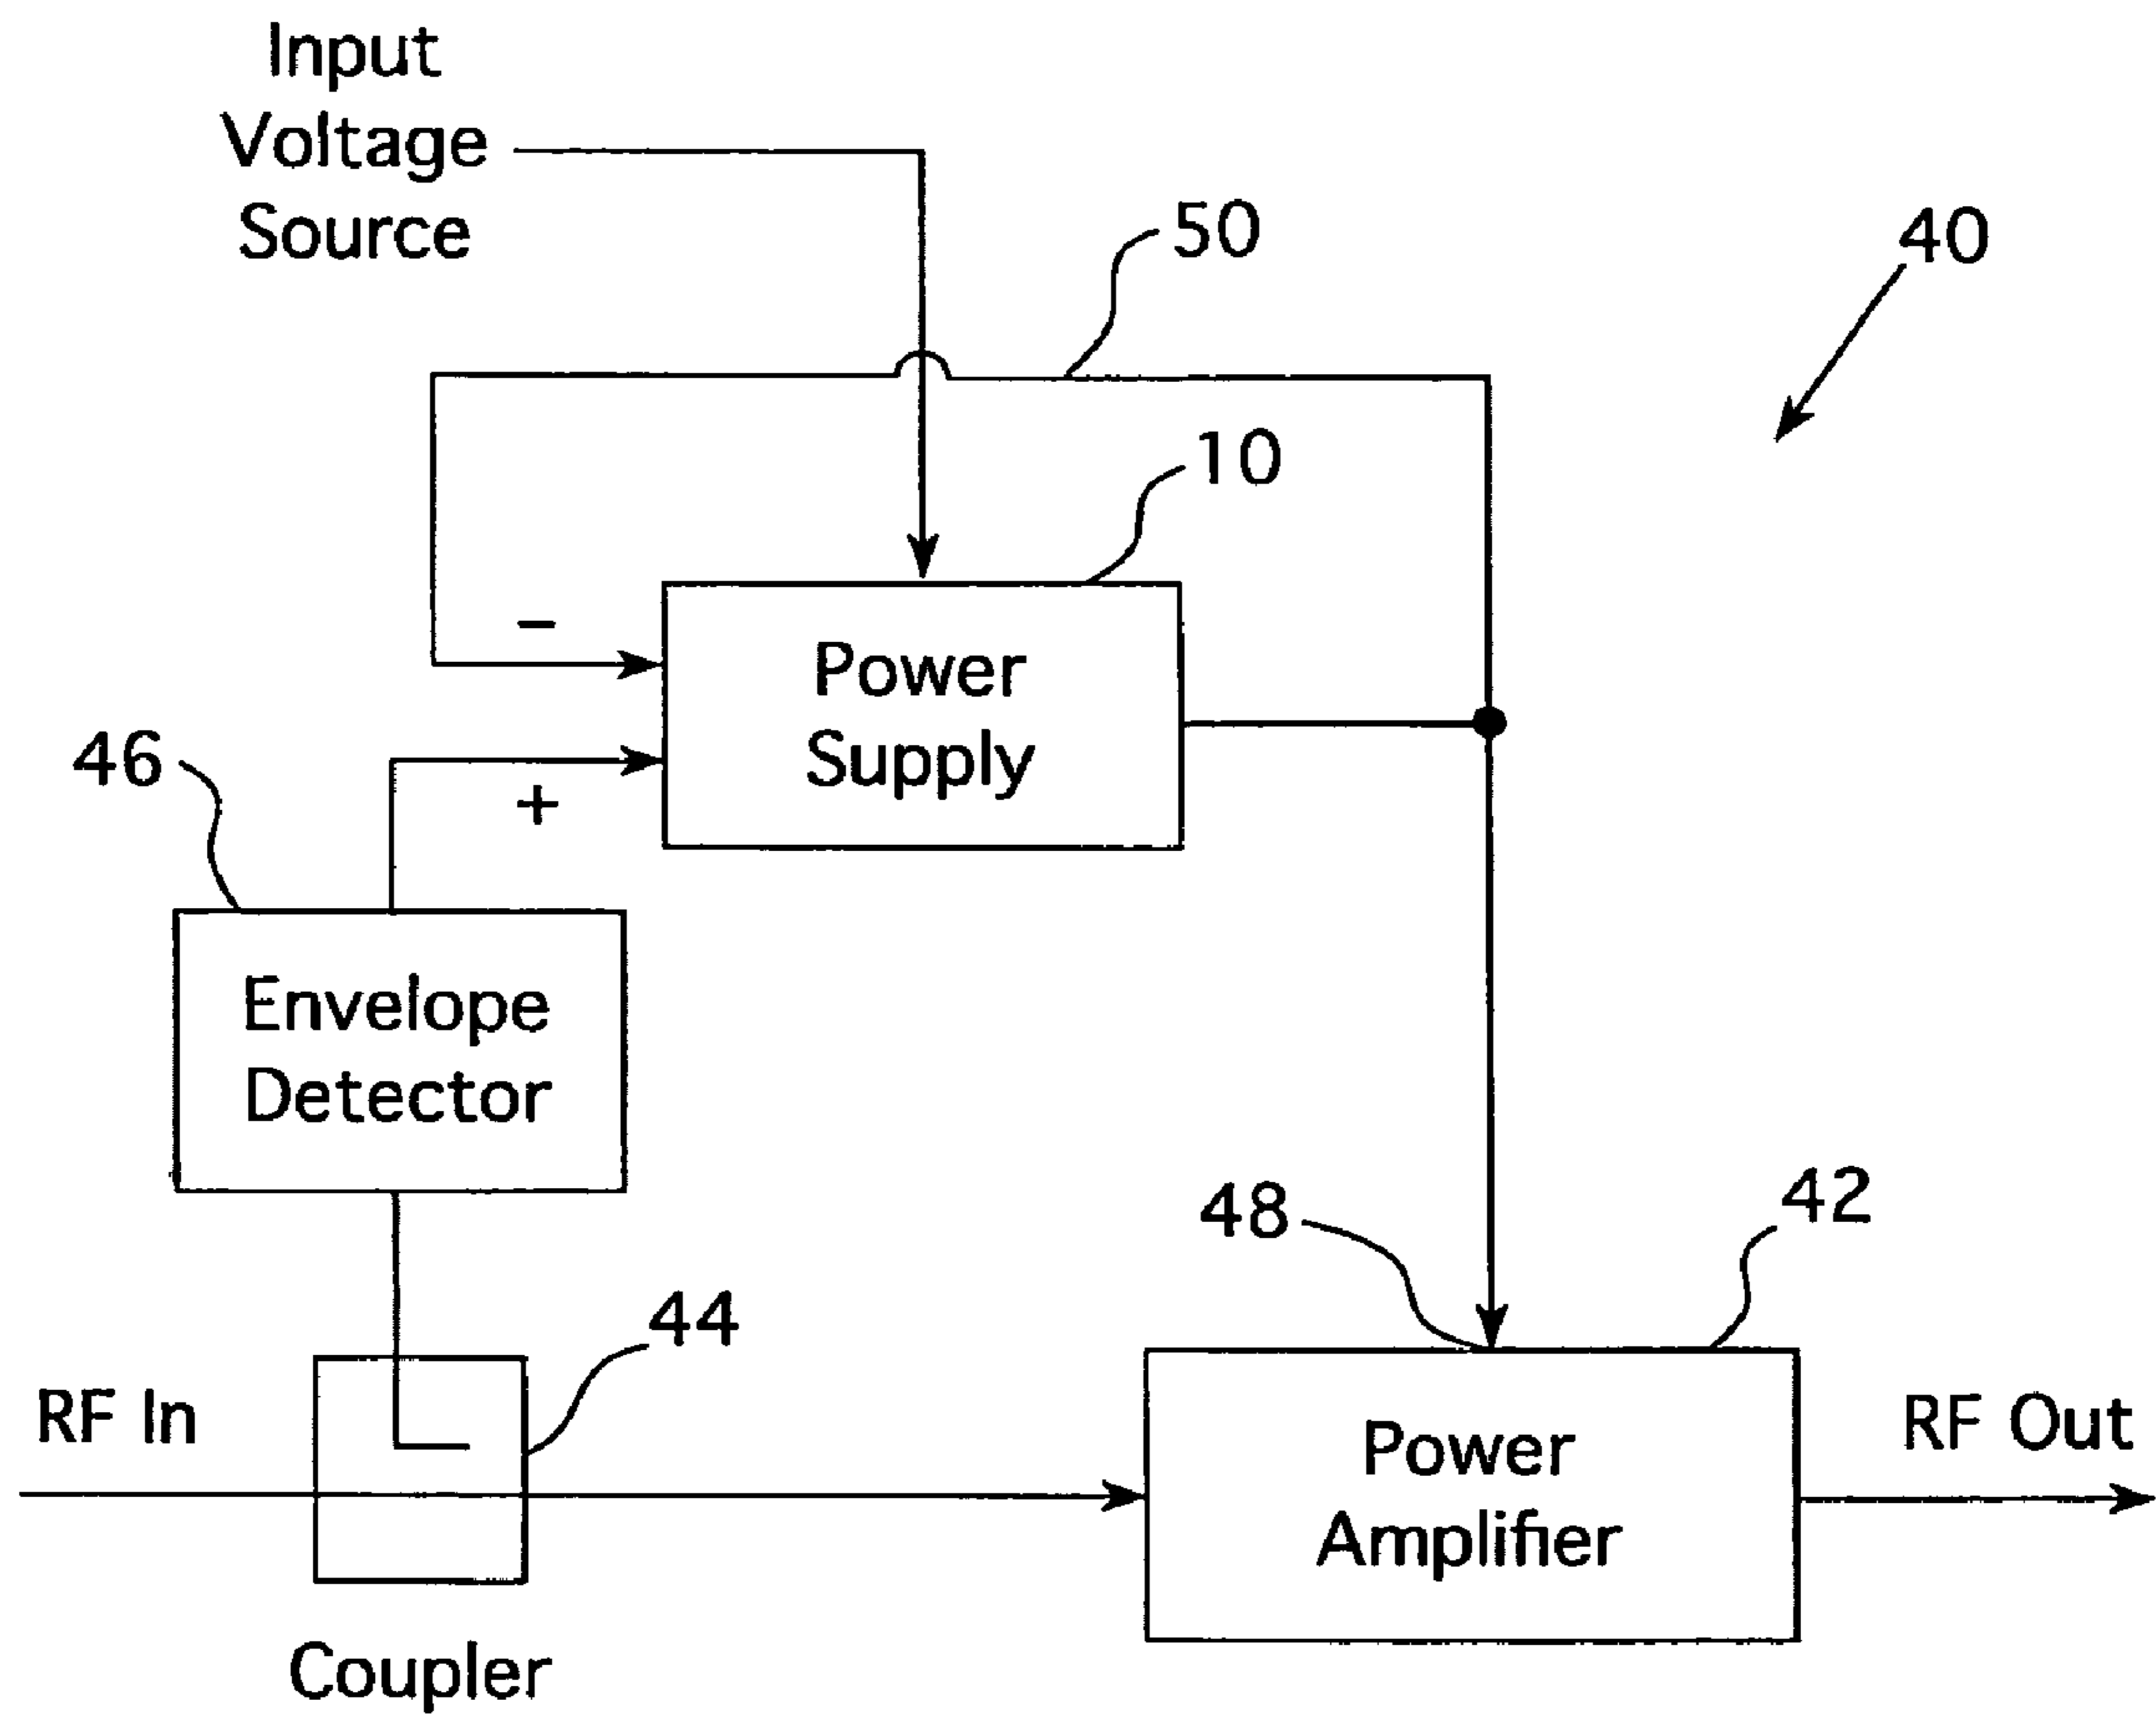 Input
Voltage
Source
50
40
10
−
Power
Supply
46
+
Envelope
Detector
48
42
44
RF In
Power
Amplifier
RF Out
Coupler